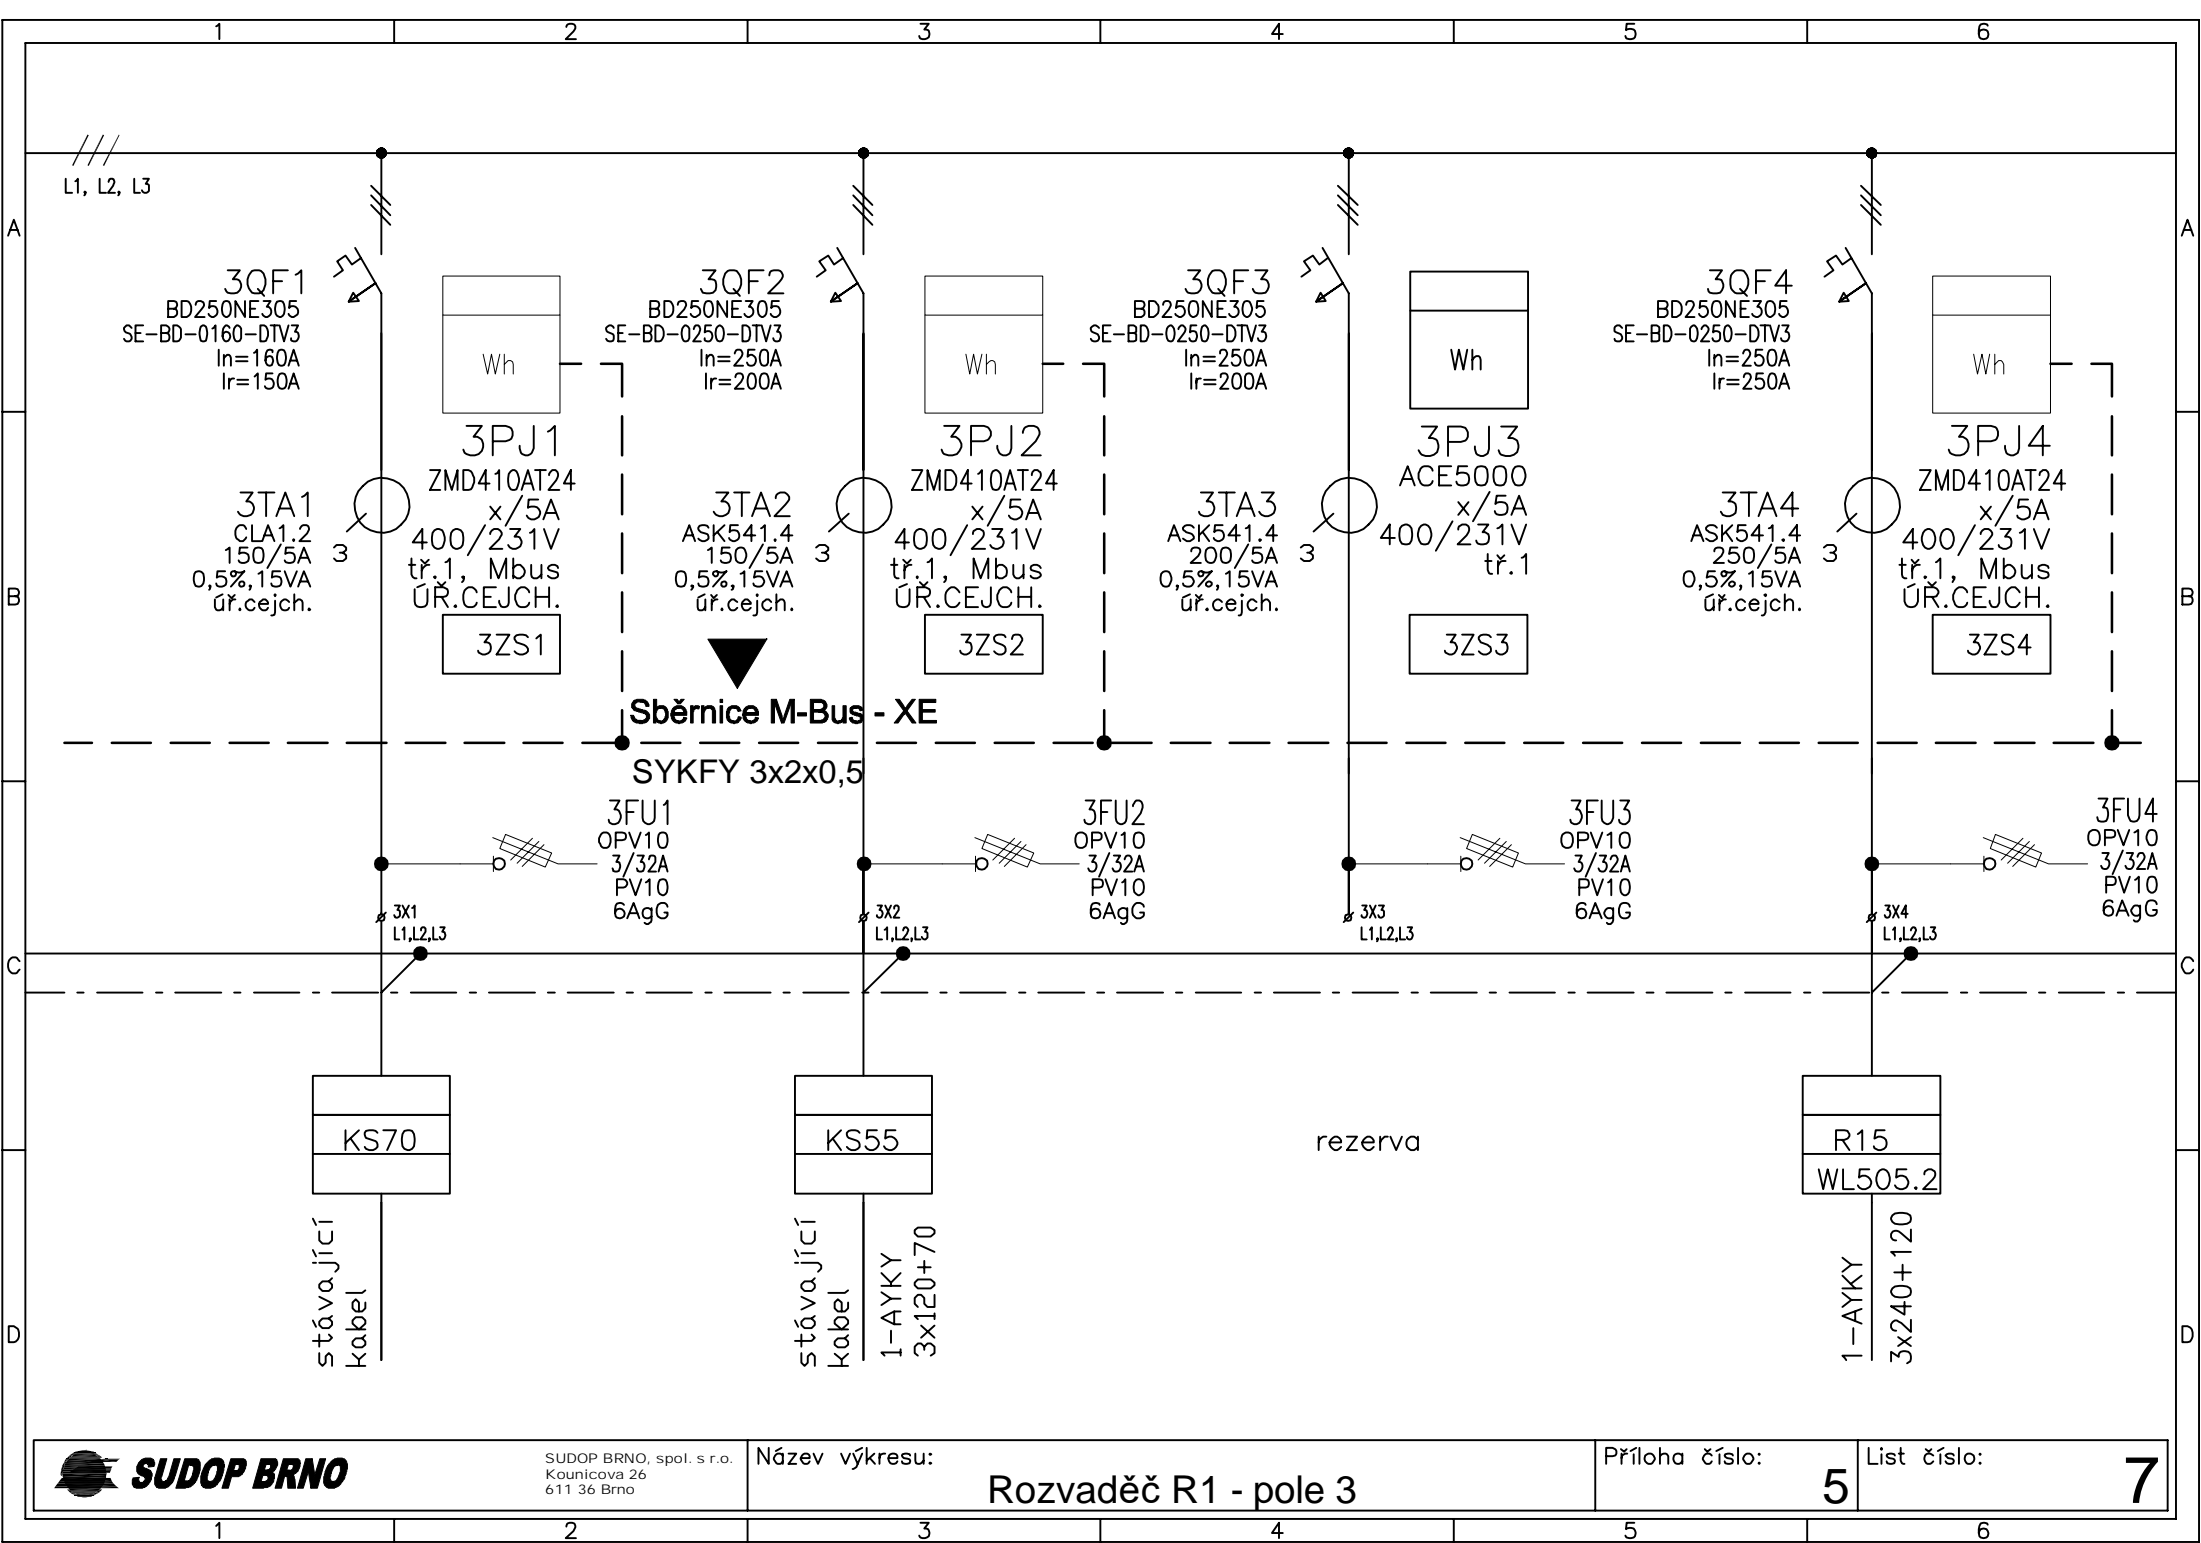 1 2 3 4 5 6
L1, L2, L3
A
A
3QF1
BD250NE305
SE-BD-0160-DTV3
In=160A
Ir=150A
Wh
3QF2
BD250NE305
SE-BD-0250-DTV3
In=250A
Ir=200A
Wh
3QF3
BD250NE305
SE-BD-0250-DTV3
In=250A
Ir=200A
Wh
3QF4
BD250NE305
SE-BD-0250-DTV3
In=250A
Ir=250A
Wh
3TA1
CLA1.2
150/5A
0,5%,15VA
úř.cejch.
3
3PJ1
ZMD410AT24
x/5A
400/231V
tř.1, Mbus
ÚŘ.CEJCH.
3ZS1
3TA2
ASK541.4
150/5A
0,5%,15VA
úř.cejch.
3
3PJ2
ZMD410AT24
x/5A
400/231V
tř.1, Mbus
ÚŘ.CEJCH.
3ZS2
3TA3
ASK541.4
200/5A
0,5%,15VA
úř.cejch.
3
3PJ3
ACE5000
x/5A
400/231V
tř.1
3ZS3
3TA4
ASK541.4
250/5A
0,5%,15VA
úř.cejch.
3
3PJ4
ZMD410AT24
x/5A
400/231V
tř.1, Mbus
ÚŘ.CEJCH.
3ZS4
B
B
Sběrnice M-Bus - XE
SYKFY 3x2x0,5
3FU1
OPV10
3/32A
PV10
6AgG
3X1
L1,L2,L3
3FU2
OPV10
3/32A
PV10
6AgG
3X2
L1,L2,L3
3FU3
OPV10
3/32A
PV10
6AgG
3X3
L1,L2,L3
3FU4
OPV10
3/32A
PV10
6AgG
3X4
L1,L2,L3
C
C
KS70
KS55
rezerva
R15
WL505.2
stávající
kabel
stávající
kabel
1-AYKY
3x120+70
1-AYKY
3x240+120
D
D
SUDOP BRNO
SUDOP BRNO, spol. s r.o.
Kounicova 26
611 36 Brno
Název výkresu:
Rozvaděč R1 - pole 3
Příloha číslo:
5
List číslo:
7
1 2 3 4 5 6